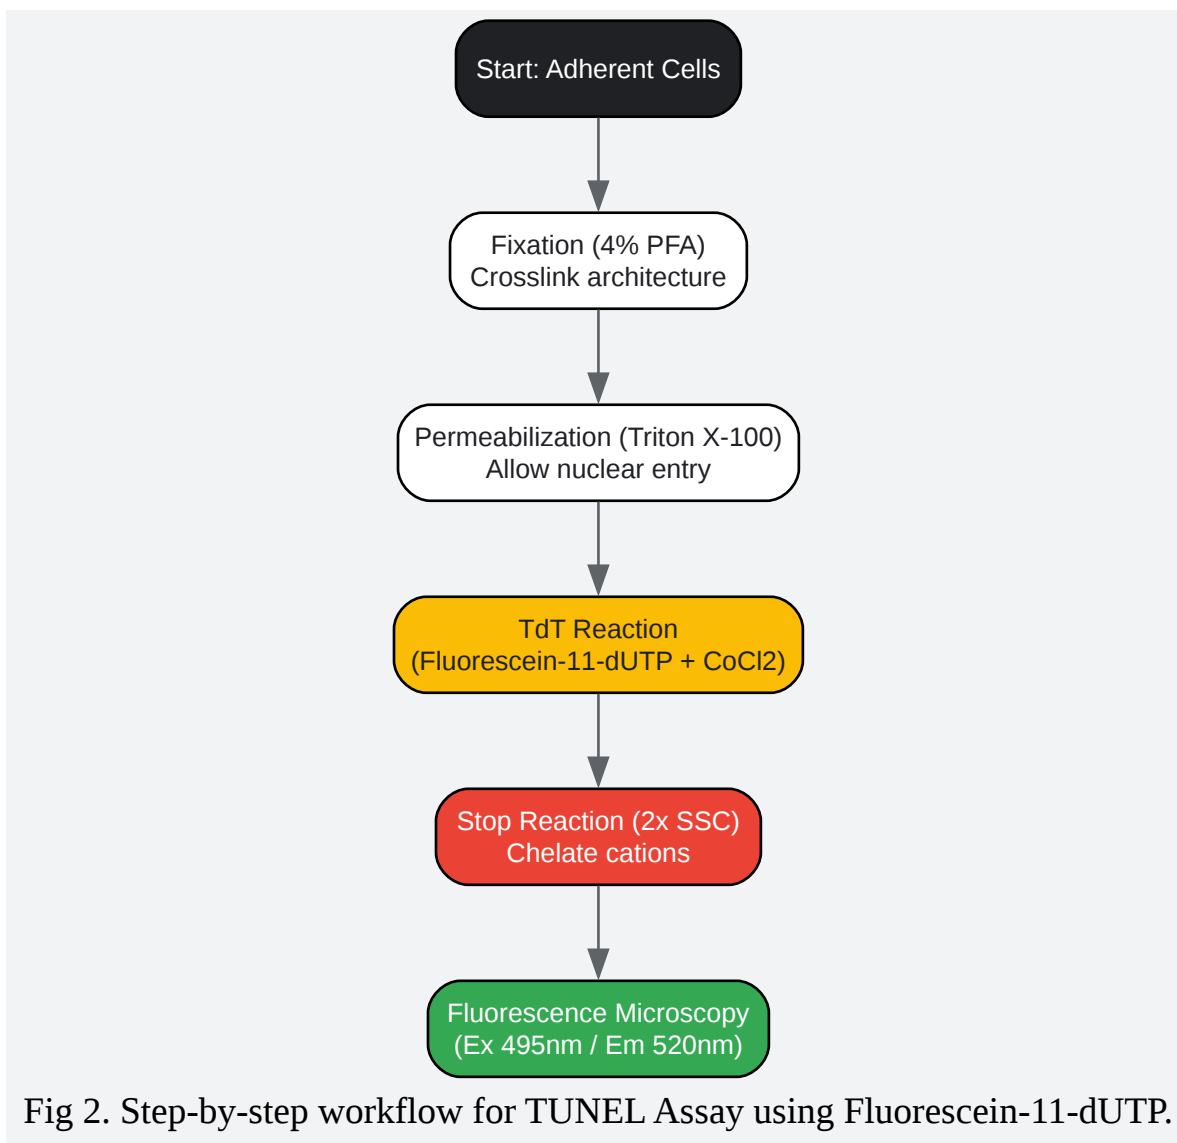 Start: Adherent Cells
Fixation (4% PFA)
Crosslink architecture
Permeabilization (Triton X-100)
Allow nuclear entry
TdT Reaction
(Fluorescein-11-dUTP + CoCl2)
Stop Reaction (2x SSC)
Chelate cations
Fluorescence Microscopy
(Ex 495nm / Em 520nm)
Fig 2. Step-by-step workflow for TUNEL Assay using Fluorescein-11-dUTP.